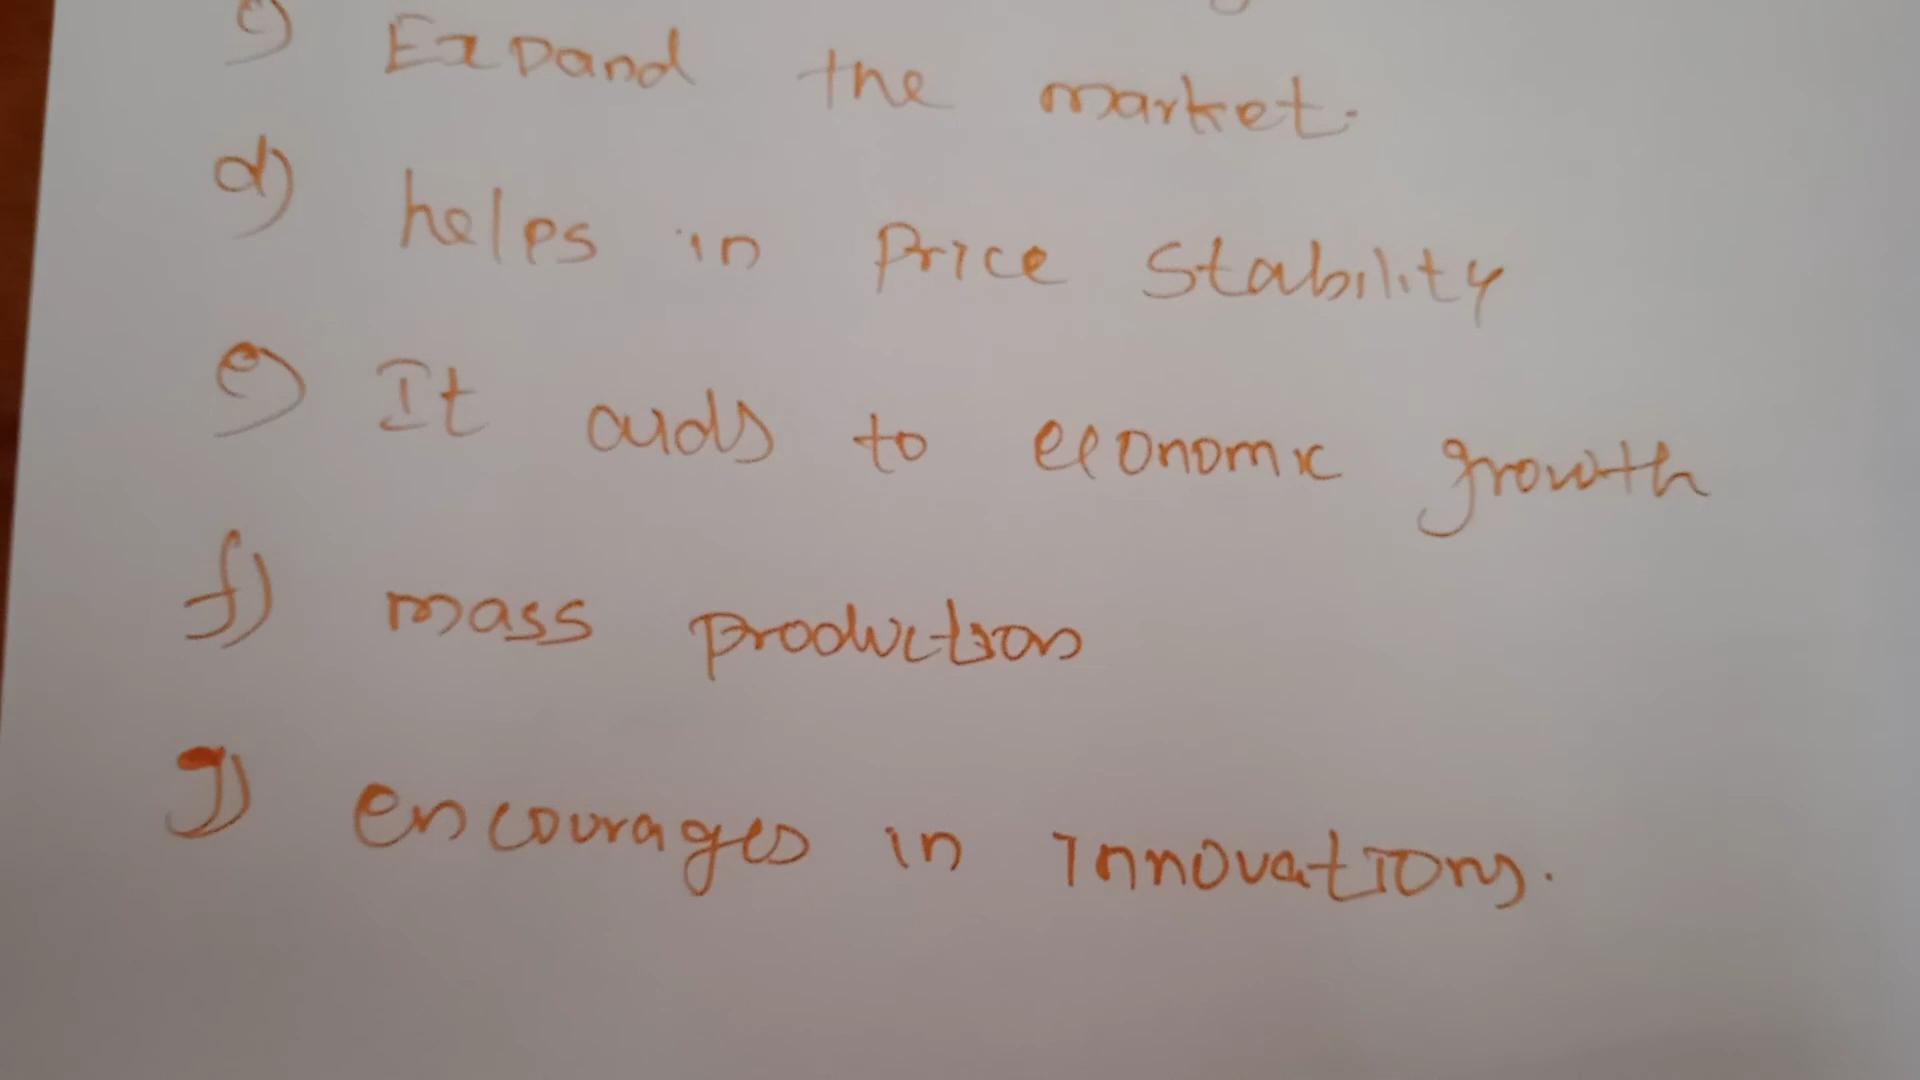 c) Expand the market.
d) helps in Price Stability
e) It aids to economic growth
f) mass production
g) encourages in innovations.